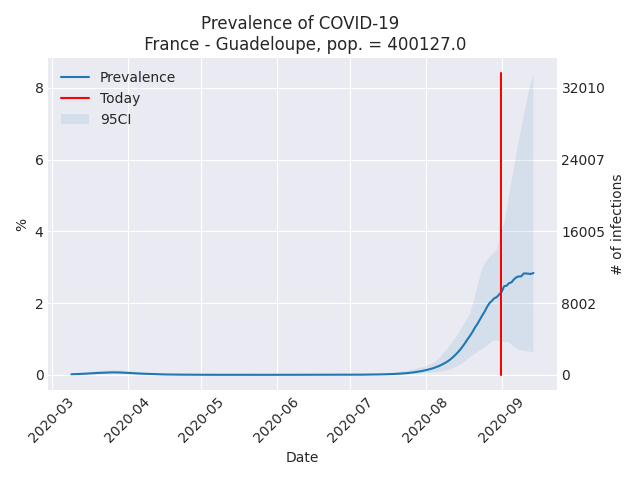 Prevalence of COVID-19
France - Guadeloupe, pop. = 400127.0
Prevalence
Today
95CI
8
6
4
2
0
%
32010
24007
16005
8002
0
# of infections
2020-03
2020-04
2020-05
2020-06
2020-07
2020-08
2020-09
Date